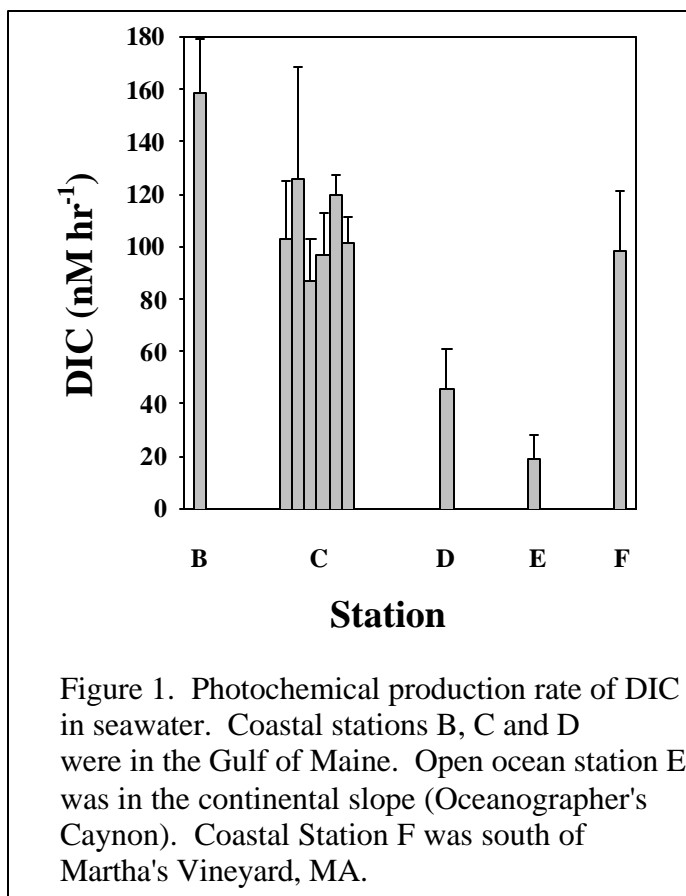 180
160
140
120
100
80
60
40
20
0
DIC (nM hr⁻¹)
B C D E F
Station
Figure 1. Photochemical production rate of DIC
in seawater. Coastal stations B, C and D
were in the Gulf of Maine. Open ocean station E
was in the continental slope (Oceanographer's
Caynon). Coastal Station F was south of
Martha's Vineyard, MA.